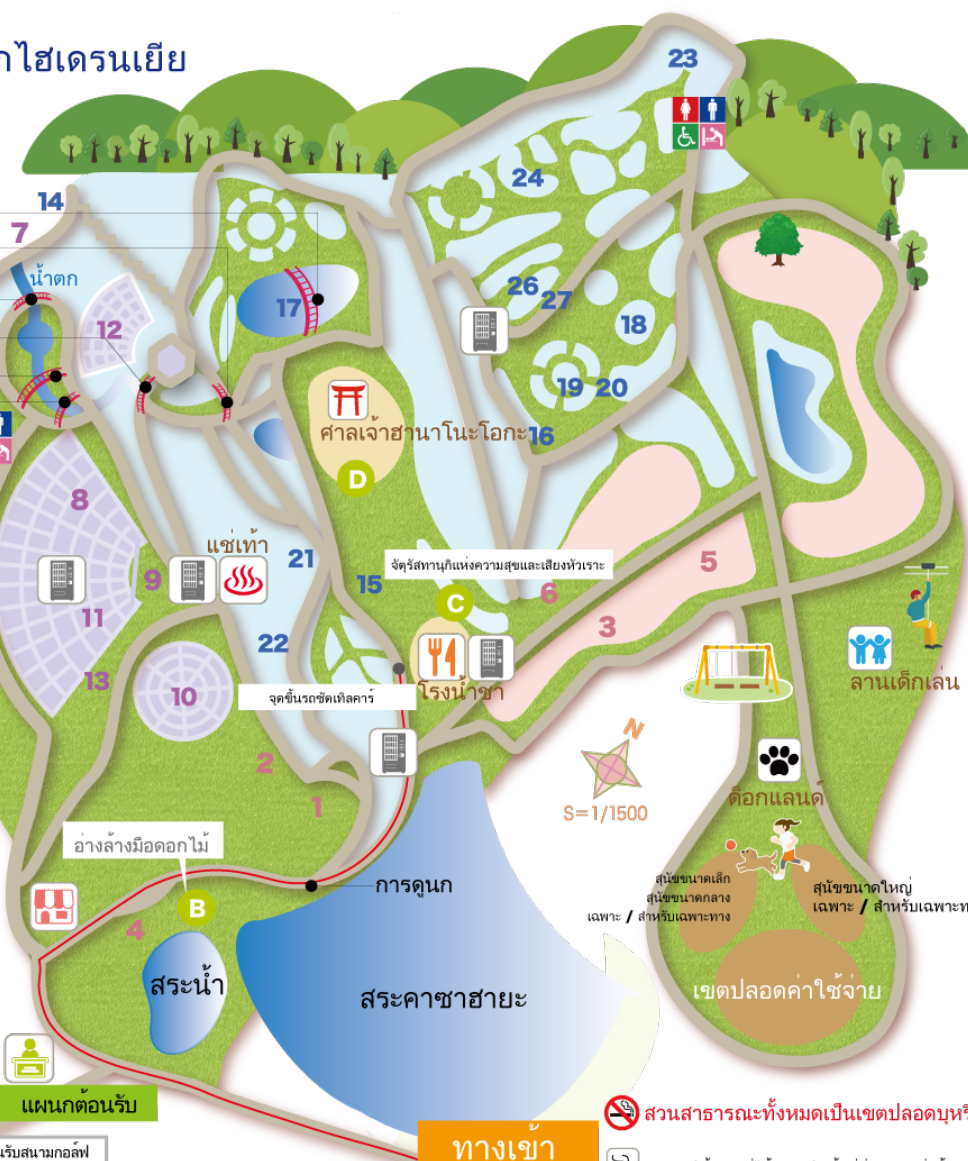 ไฮเดรนเยีย
23
24
14
7
น้ำตก
12
17
26
27
18
19
20
ศาลเจ้าฮานาโนะโอกะ
16
D
8
แช่เท้า
21
จัตุรัสทานุกิแห่งความสุขและเสียงหัวเราะ
9
15
C
6
5
11
3
22
13
10
จุดขึ้นรถชัตเทิลคาร์
โรงน้ำชา
ลานเด็กเล่น
N
S=1/1500
2
1
ด็อกแลนด์
อ่างล้างมือดอกไม้
การดูนก
สุนัขขนาดเล็ก
สุนัขขนาดกลาง
เฉพาะ / สำหรับเฉพาะทาง
สุนัขขนาดใหญ่
เฉพาะ / สำหรับเฉพาะ
B
4
สระน้ำ
สระคาซาฮายะ
เขตปลอดค่าใช้จ่าย
แผนกต้อนรับ
สวนสาธารณะทั้งหมดเป็นเขตปลอดบุหรี่
ทางเข้า
รับสนามกอล์ฟ